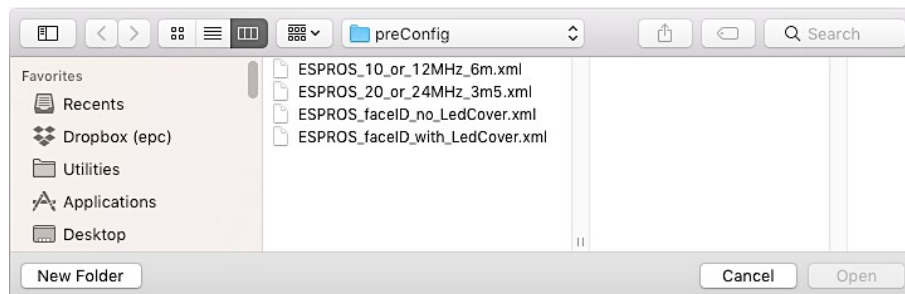 preConfig
Search
Favorites
Recents
Dropbox (epc)
Utilities
Applications
Desktop
ESPROS_10_or_12MHz_6m.xml
ESPROS_20_or_24MHz_3m5.xml
ESPROS_faceID_no_LedCover.xml
ESPROS_faceID_with_LedCover.xml
New Folder
Cancel
Open